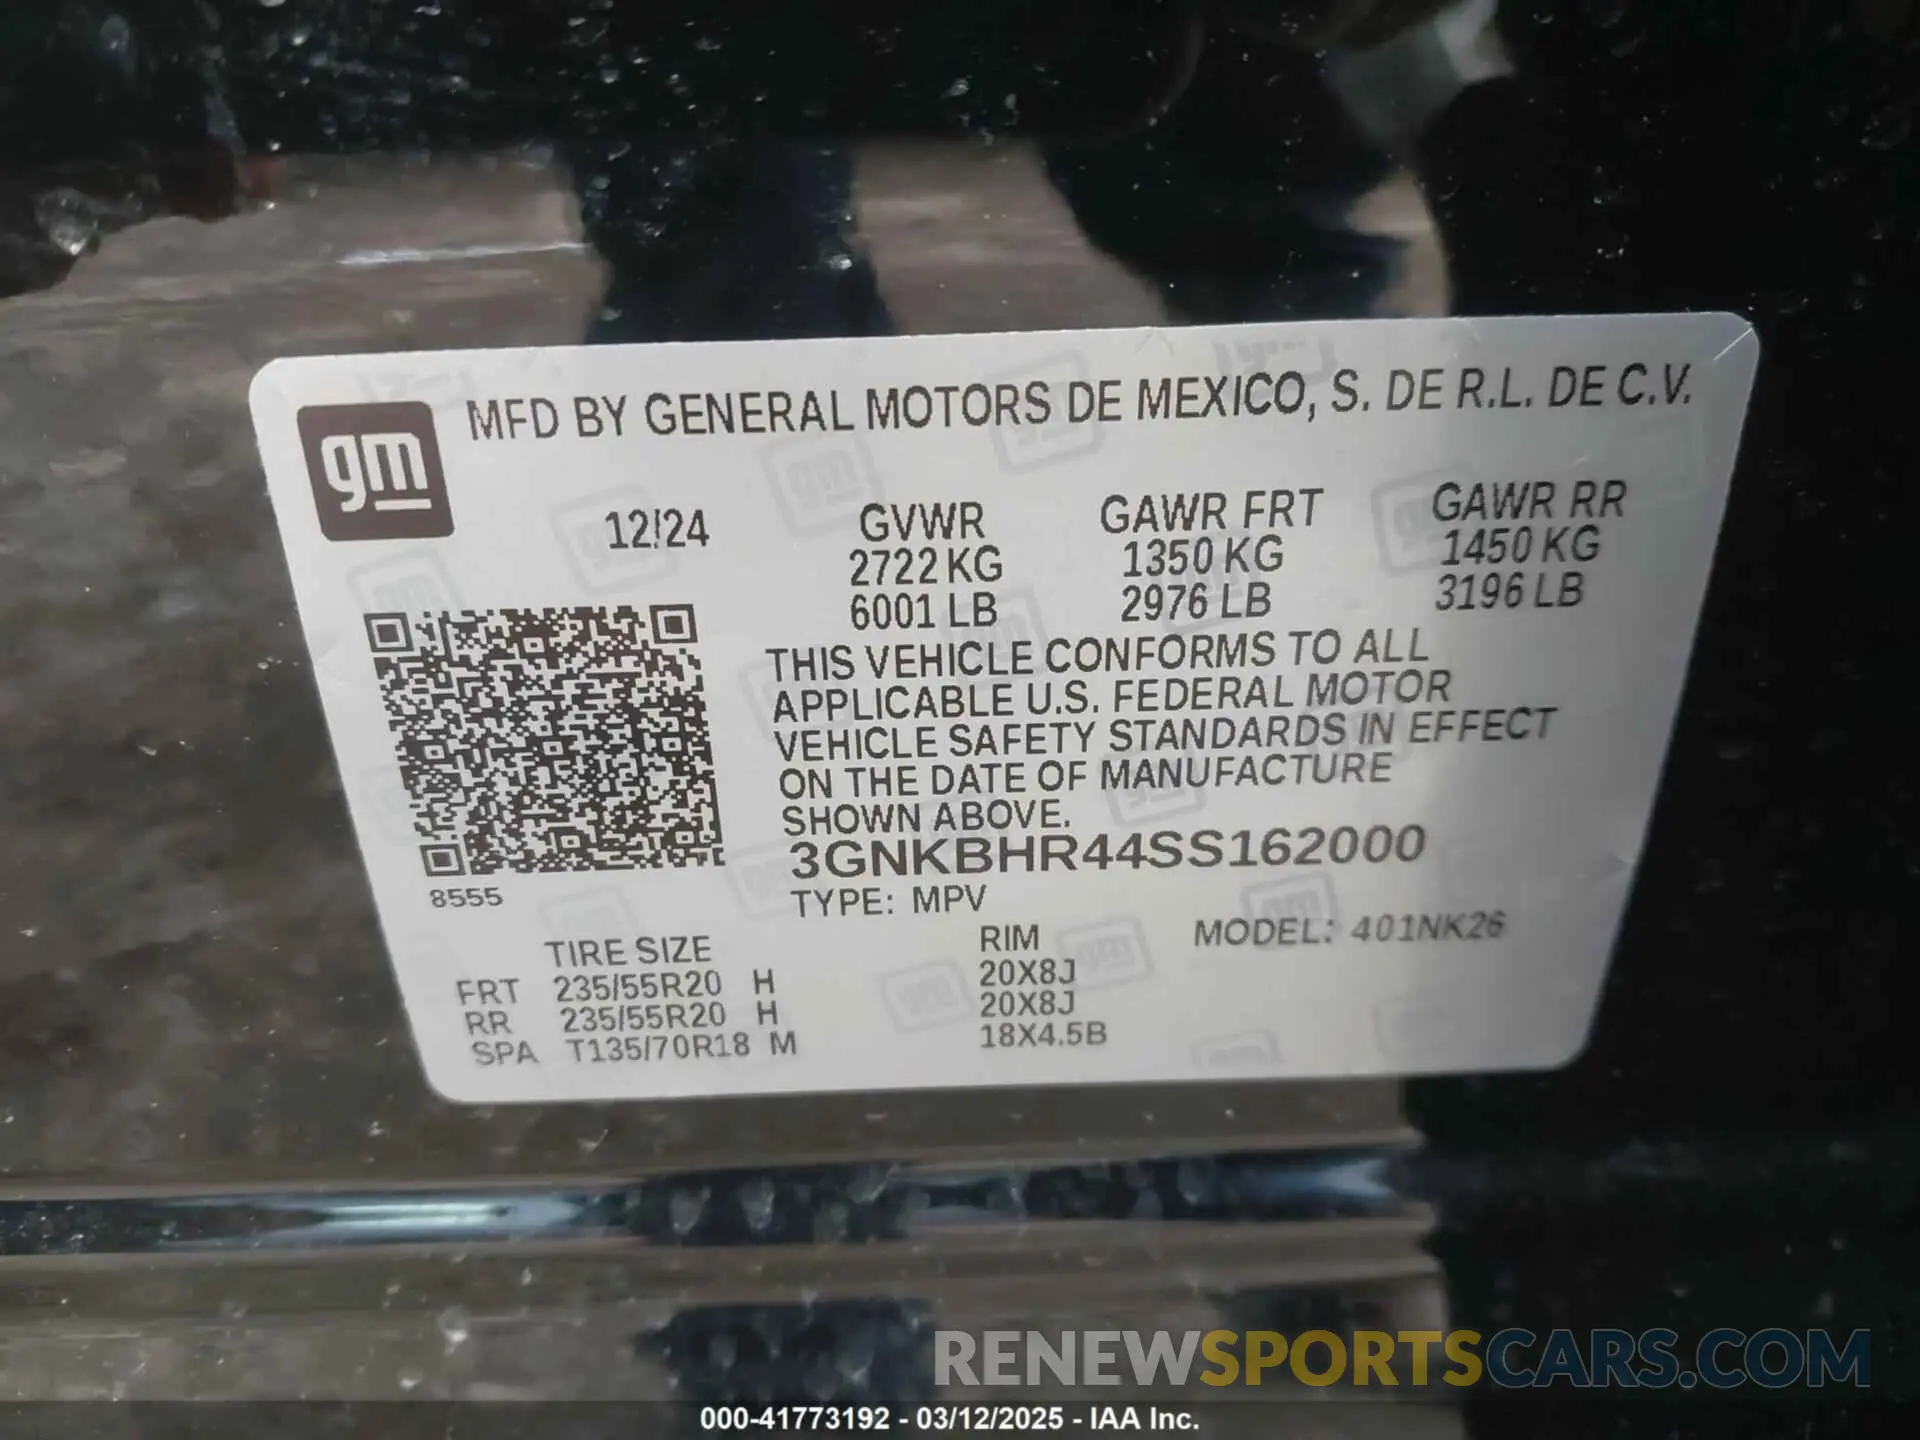 gm MFD BY GENERAL MOTORS DE MEXICO, S. DE R.L. DE C.V.
12/24 GVWR GAWR FRT GAWR RR
2722 KG 1350 KG 1450 KG
6001 LB 2976 LB 3196 LB
THIS VEHICLE CONFORMS TO ALL
APPLICABLE U.S. FEDERAL MOTOR
VEHICLE SAFETY STANDARDS IN EFFECT
ON THE DATE OF MANUFACTURE
SHOWN ABOVE.
3GNKBHR44SS162000
8555 TYPE: MPV
TIRE SIZE RIM MODEL: 401NK26
FRT 235/55R20 H 20X8J
RR 235/55R20 H 20X8J
SPA T135/70R18 M 18X4.5B
RENEWSPORTSCARS.COM
000-41773192 - 03/12/2025 - IAA Inc.